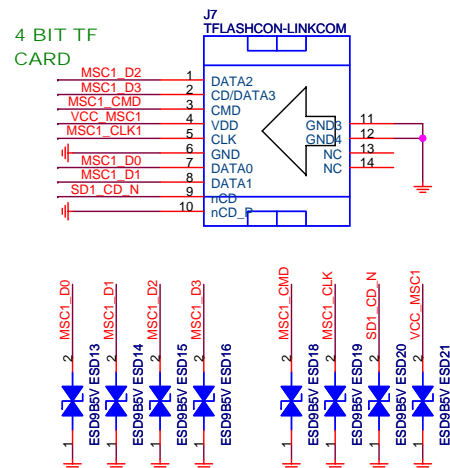 J7
TFLASHCON-LINKCOM
4 BIT TF
CARD
MSC1_D2 1 DATA2
MSC1_D3 2 CD/DATA3
MSC1_CMD 3 CMD
VCC_MSC1 4 VDD
MSC1_CLK1 5 CLK
6 GND
MSC1_D0 7 DATA0
MSC1_D1 8 DATA1
SD1_CD_N 9 nCD
10 nCD_P
GND3 11
GND4 12
NC 13
NC 14
MSC1_D0 2 1 ESD9B5V ESD13
MSC1_D1 2 1 ESD9B5V ESD14
MSC1_D2 2 1 ESD9B5V ESD15
MSC1_D3 2 1 ESD9B5V ESD16
MSC1_CMD 2 1 ESD9B5V ESD18
MSC1_CLK 2 1 ESD9B5V ESD19
SD1_CD_N 2 1 ESD9B5V ESD20
VCC_MSC1 2 1 ESD9B5V ESD21